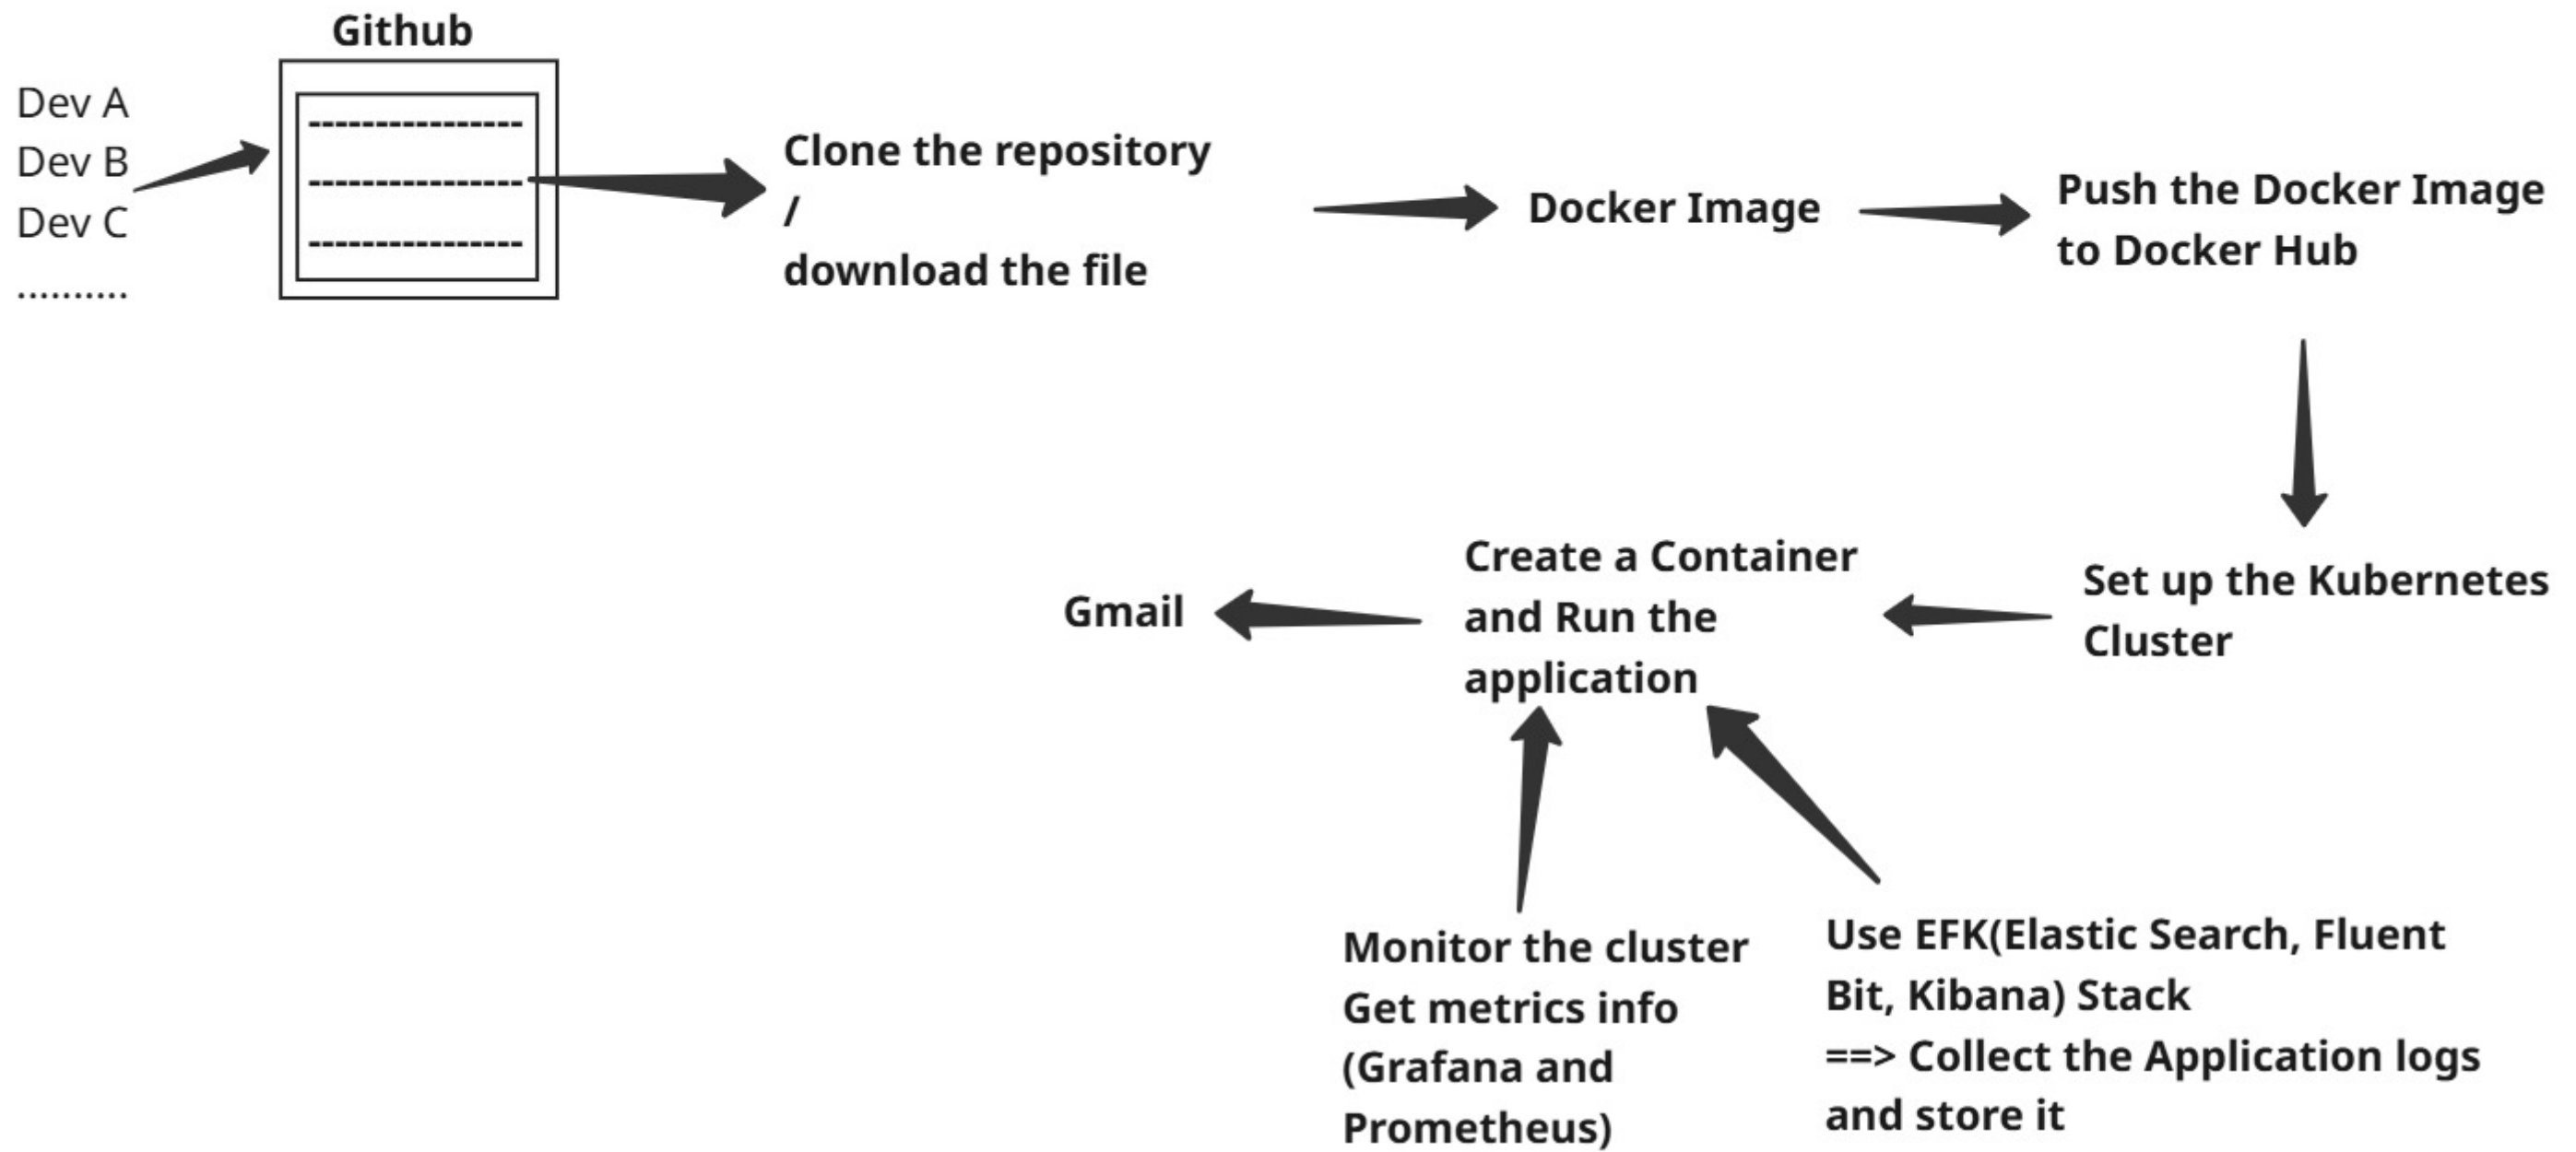 Github
Dev A
Dev B
Dev C
..........
----------------
----------------
----------------
Clone the repository
/
download the file
Docker Image
Push the Docker Image
to Docker Hub
Set up the Kubernetes
Cluster
Create a Container
and Run the
application
Gmail
Monitor the cluster
Get metrics info
(Grafana and
Prometheus)
Use EFK(Elastic Search, Fluent
Bit, Kibana) Stack
==> Collect the Application logs
and store it